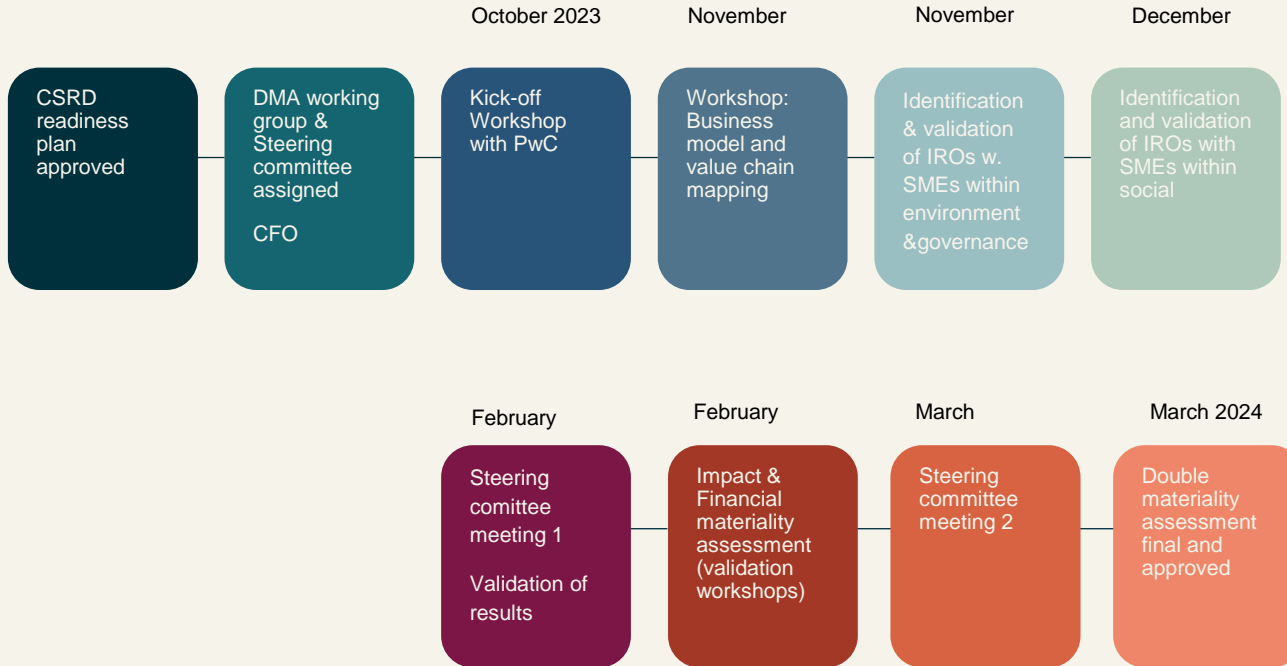 October 2023
November
November
December
CSRD
readiness
plan
approved
DMA working
group &
Steering
committee
assigned
CFO
Kick-off
Workshop
with PwC
Workshop:
Business
model and
value chain
mapping
Identification
& validation
of IROs w.
SMEs within
environment
&governance
Identification
and validation
of IROs with
SMEs within
social
February
February
March
March 2024
Steering
comittee
meeting 1
Validation of
results
Impact &
Financial
materiality
assessment
(validation
workshops)
Steering
committee
meeting 2
Double
materiality
assessment
final and
approved